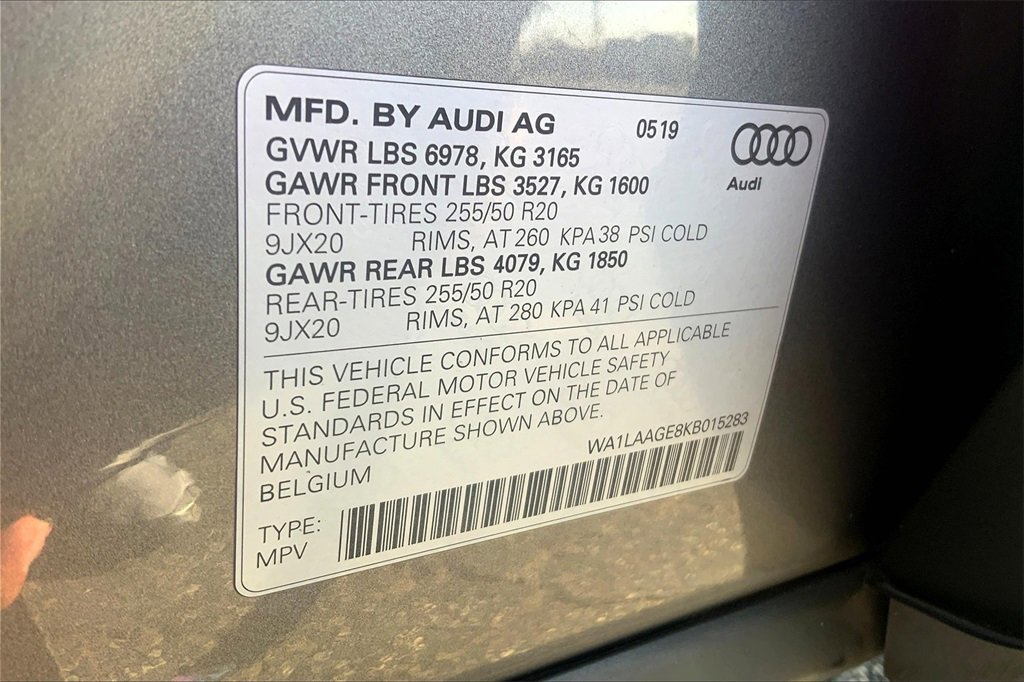 MFD. BY AUDI AG 0519
GVWR LBS 6978, KG 3165
GAWR FRONT LBS 3527, KG 1600
Audi
FRONT-TIRES 255/50 R20
9JX20 RIMS, AT 260 KPA 38 PSI COLD
GAWR REAR LBS 4079, KG 1850
REAR-TIRES 255/50 R20
9JX20 RIMS, AT 280 KPA 41 PSI COLD
THIS VEHICLE CONFORMS TO ALL APPLICABLE
U.S. FEDERAL MOTOR VEHICLE SAFETY
STANDARDS IN EFFECT ON THE DATE OF
MANUFACTURE SHOWN ABOVE.
BELGIUM WA1LAAGE8KB015283
TYPE:
MPV